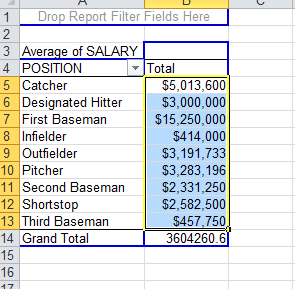 A B C
1 Drop Report Filter Fields Here
2
3 Average of SALARY
4 POSITION Total
5 Catcher $5,013,600
6 Designated Hitter $3,000,000
7 First Baseman $15,250,000
8 Infielder $414,000
9 Outfielder $3,191,733
10 Pitcher $3,283,196
11 Second Baseman $2,331,250
12 Shortstop $2,582,500
13 Third Baseman $457,750
14 Grand Total 3604260.6
15
16
17